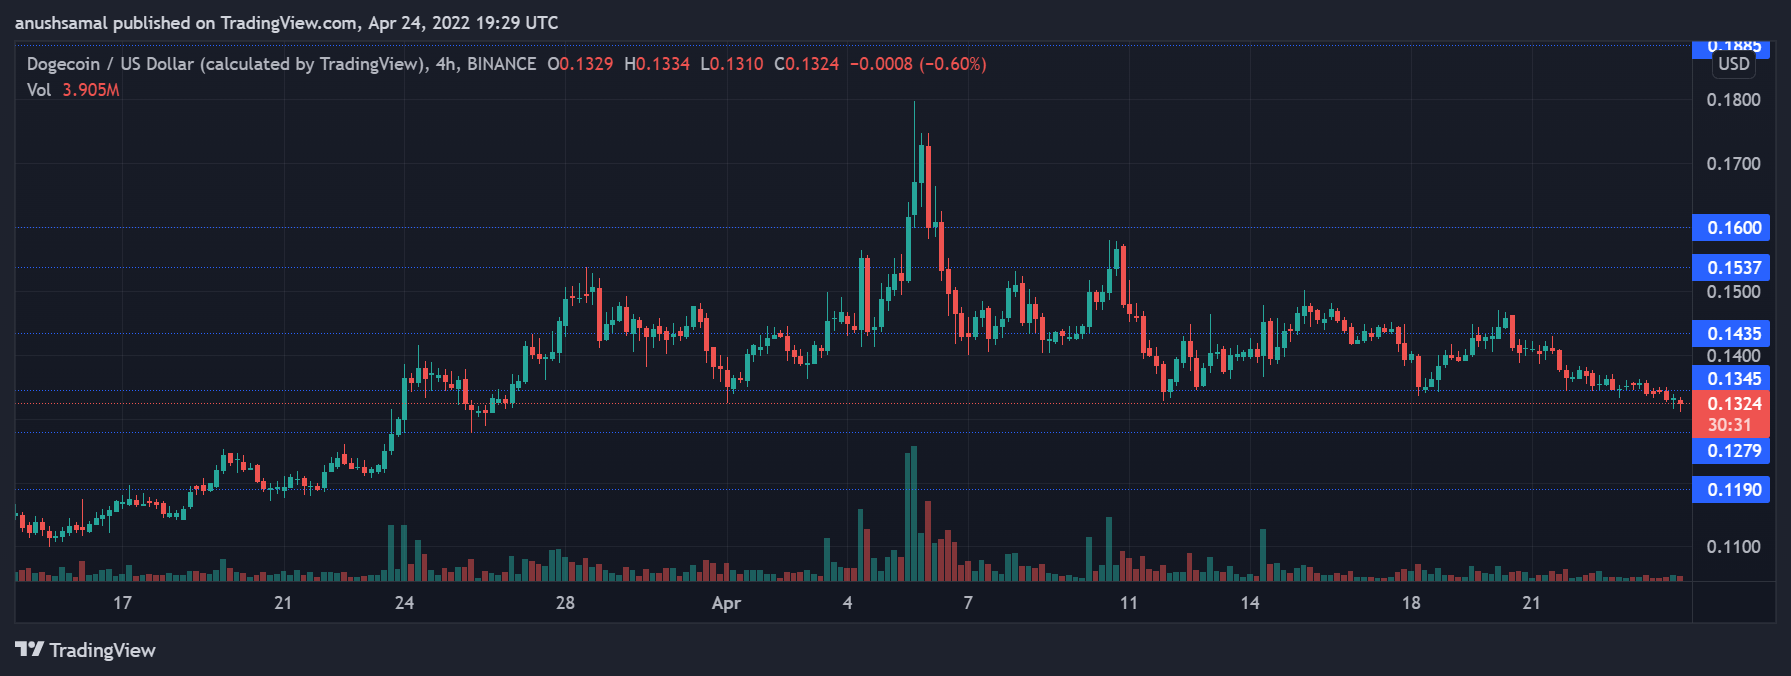 anushsamal published on TradingView.com, Apr 24, 2022 19:29 UTC
Dogecoin / US Dollar (calculated by TradingView), 4h, BINANCE O0.1329 H0.1334 L0.1310 C0.1324 −0.0008 (−0.60%)
Vol 3.905M
0.1885
USD
0.1800
0.1700
0.1600
0.1537
0.1500
0.1435
0.1400
0.1345
0.1324
30:31
0.1279
0.1190
0.1100
17 21 24 28 Apr 4 7 11 14 18 21
TradingView